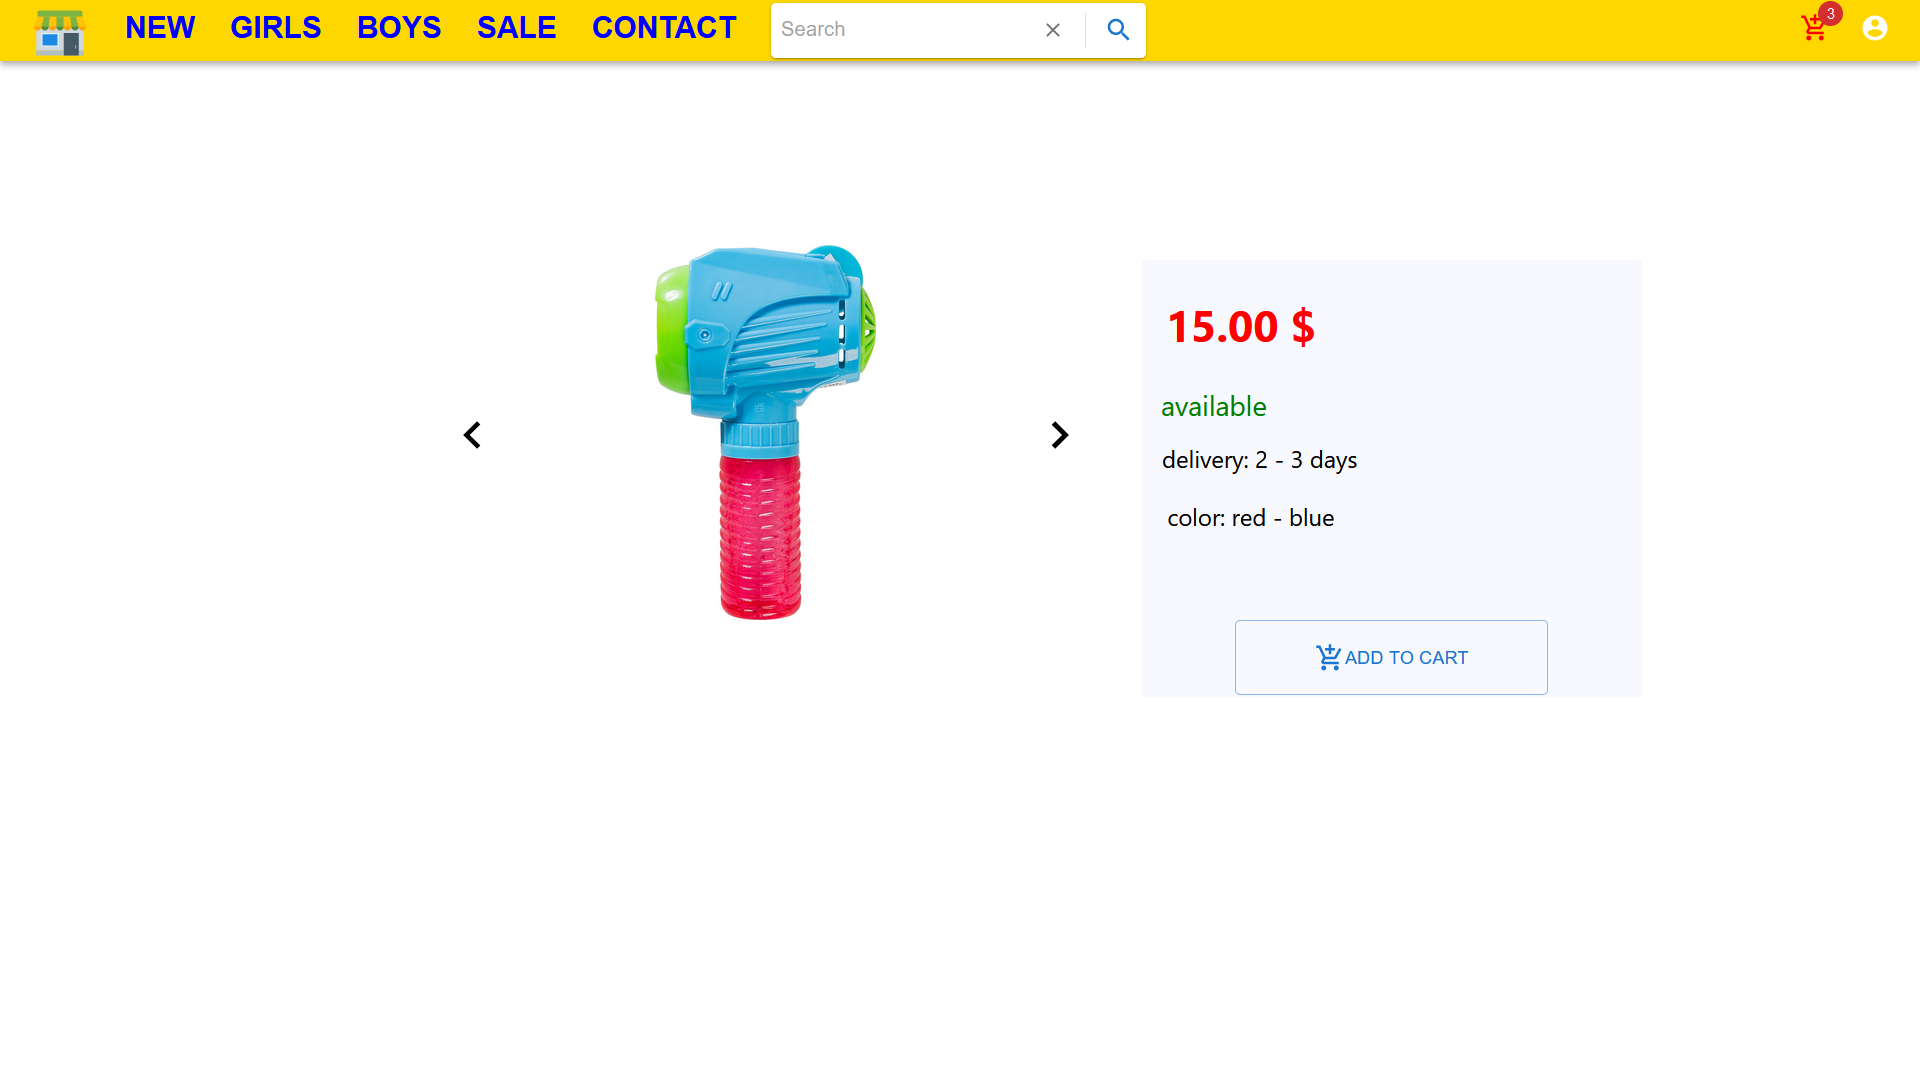 NEW GIRLS BOYS SALE CONTACT Search 3
15.00 $
available
delivery: 2 - 3 days
color: red - blue
ADD TO CART